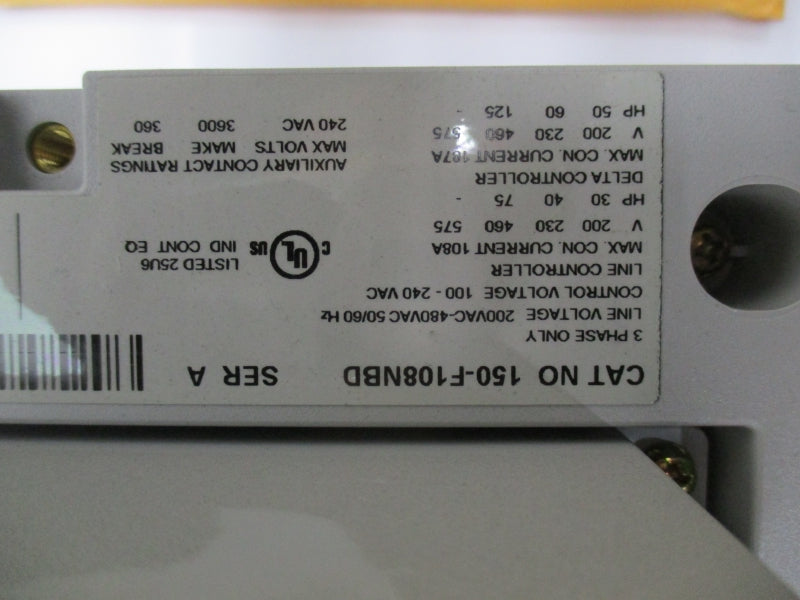 CAT NO 150-F108NBD SER A
3 PHASE ONLY
LINE VOLTAGE 200VAC-480VAC 50/60 Hz
CONTROL VOLTAGE 100 - 240 VAC
LINE CONTROLLER
MAX. CON. CURRENT 108A
V 200 230 460 575
HP 30 40 75 -
DELTA CONTROLLER
MAX. CON. CURRENT 187A
V 200 230 460 575
HP 50 60 125 -
C UL US LISTED 25U6
IND CONT EQ
AUXILIARY CONTACT RATINGS
MAX VOLTS MAKE BREAK
240 VAC 3600 360